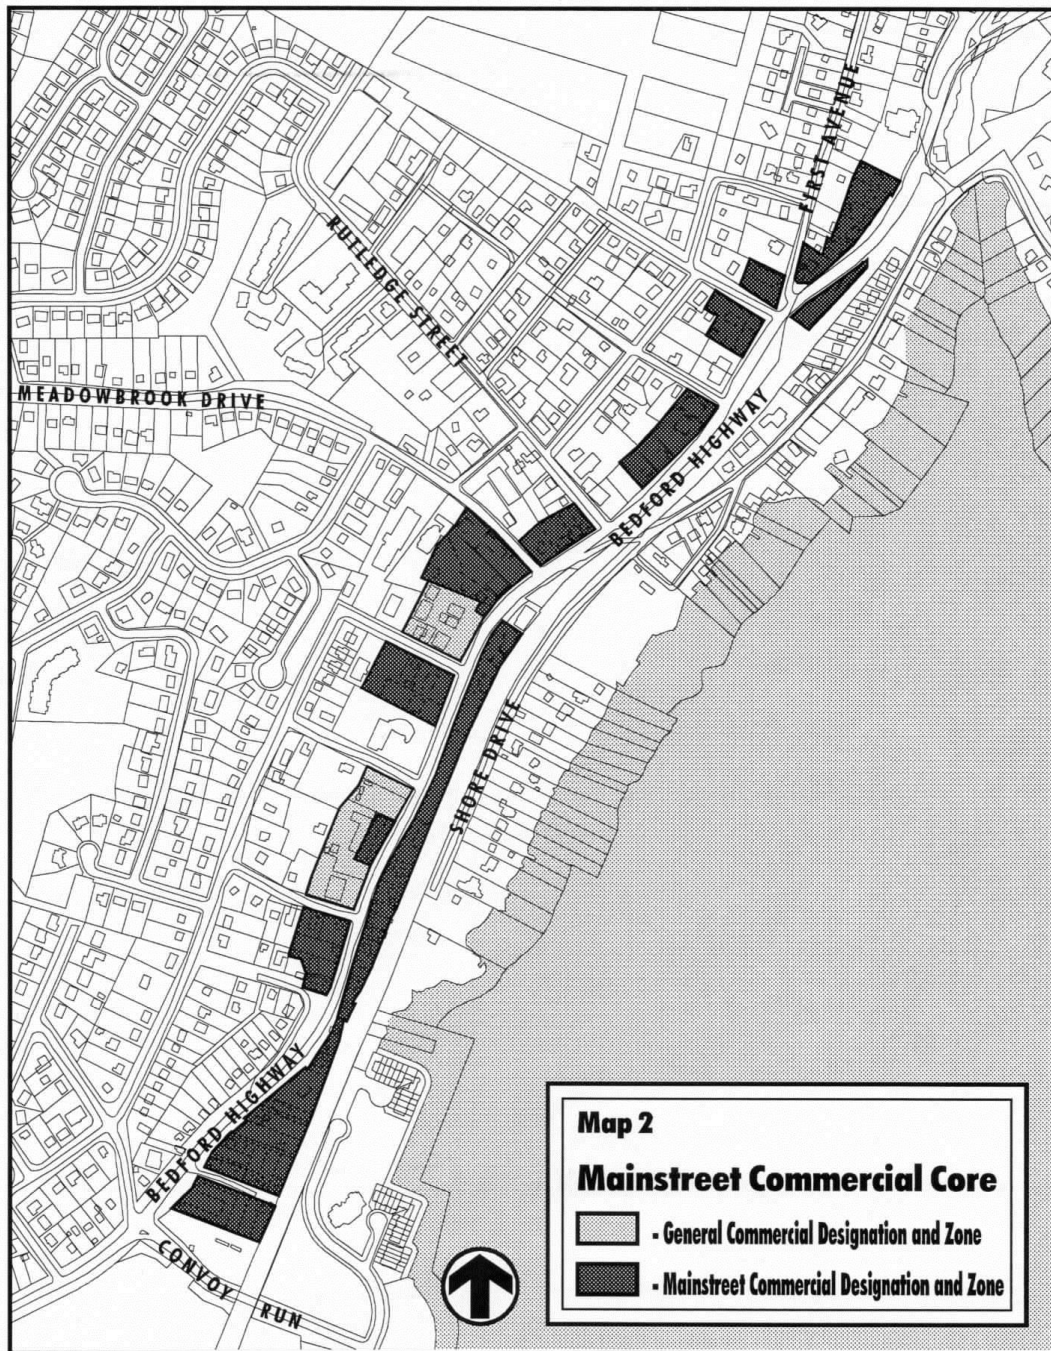 FIRST AVENUE
RUTLEDGE STREET
MEADOWBROOK DRIVE
BEDFORD HIGHWAY
SHORE DRIVE
BEDFORD HIGHWAY
CONVOY RUN
Map 2
Mainstreet Commercial Core
- General Commercial Designation and Zone
- Mainstreet Commercial Designation and Zone